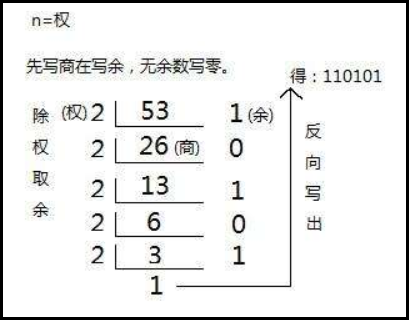 n=权
先写商在写余，无余数写零。
得：110101
除权取余
(权) 2 53 1 (余)
2 26 (商) 0
2 13 1
2 6 0
2 3 1
1
反向写出